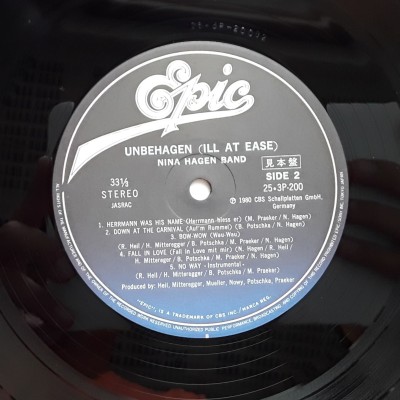 Epic
UNBEHAGEN (ILL AT EASE)
NINA HAGEN BAND
33⅓
STEREO
JASRAC
見本盤
SIDE 2
25・3P-200
℗ 1980 CBS Schallplatten GmbH,
Germany
1. HERRMANN WAS HIS NAME (Herrmann hiess er) (M. Praeker / N. Hagen)
2. DOWN AT THE CARNIVAL (Auf'm Rummel) (B. Potschka / N. Hagen)
3. BOW-WOW (Wau-Wau)
(R. Heil / H. Mitteregger / B. Potschka / M. Praeker / N. Hagen)
4. FALL IN LOVE (Fall in Love mit mir) (N. Hagen / R. Heil /
H. Mitteregger / B. Potschka / M. Praeker)
5. NO WAY -Instrumental-
(R. Heil / H. Mitteregger / B. Potschka / M. Praeker)
Produced by: Heil, Mitteregger, Mueller, Nowy, Potschka, Praeker
"EPIC", IS A TRADEMARK OF CBS INC./MARCA REG.